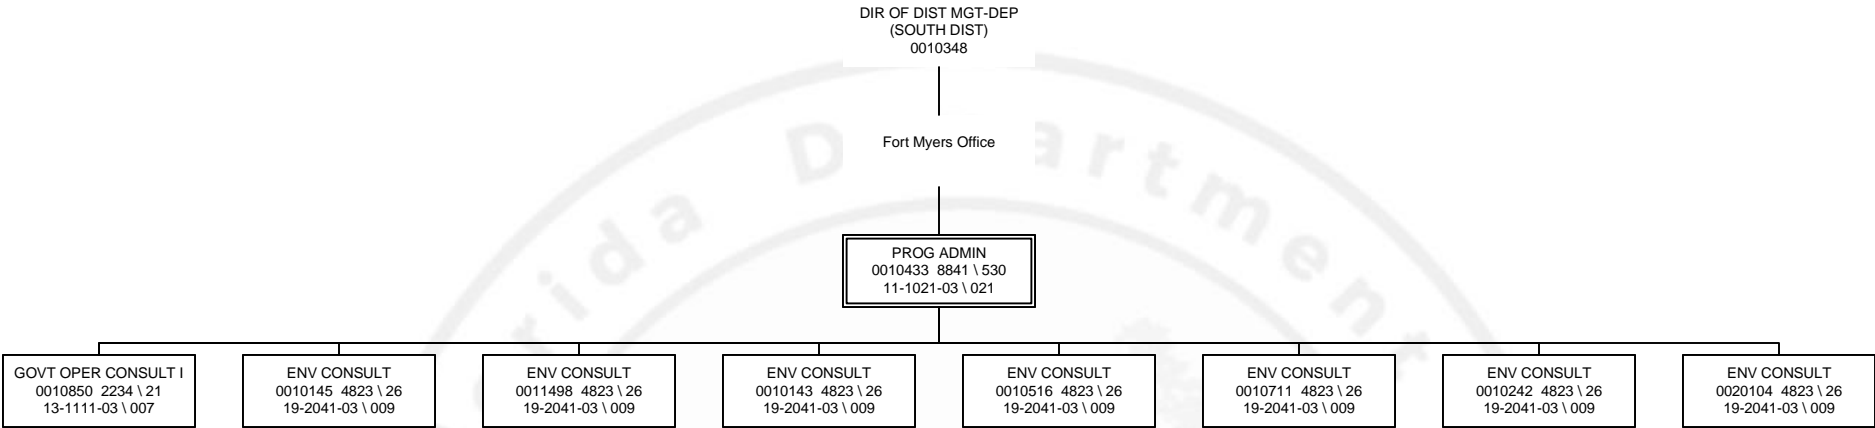 DIR OF DIST MGT-DEP
(SOUTH DIST)
0010348
Fort Myers Office
PROG ADMIN
0010433 8841 \ 530
11-1021-03 \ 021
GOVT OPER CONSULT I
0010850 2234 \ 21
13-1111-03 \ 007
ENV CONSULT
0010145 4823 \ 26
19-2041-03 \ 009
ENV CONSULT
0011498 4823 \ 26
19-2041-03 \ 009
ENV CONSULT
0010143 4823 \ 26
19-2041-03 \ 009
ENV CONSULT
0010516 4823 \ 26
19-2041-03 \ 009
ENV CONSULT
0010711 4823 \ 26
19-2041-03 \ 009
ENV CONSULT
0010242 4823 \ 26
19-2041-03 \ 009
ENV CONSULT
0020104 4823 \ 26
19-2041-03 \ 009